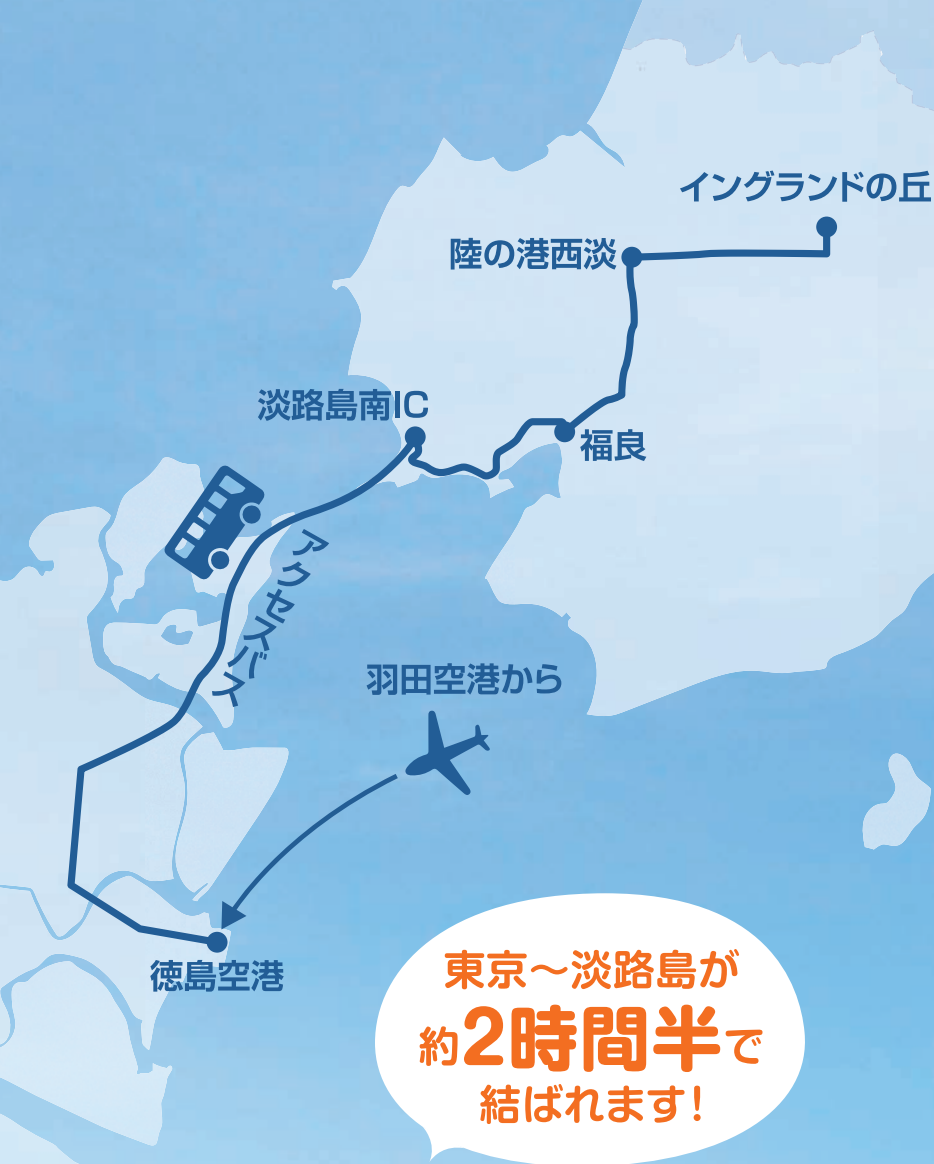 イングランドの丘
陸の港西淡
淡路島南IC
福良
アクセスバス
羽田空港から
徳島空港
東京～淡路島が
約2時間半で
結ばれます!